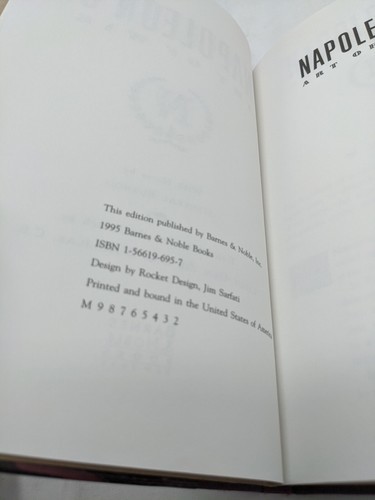 This edition published by Barnes & Noble, Inc.
1995 Barnes & Noble Books
ISBN 1-56619-695-7
Design by Rocket Design, Jim Sarfati
Printed and bound in the United States of America
M 9 8 7 6 5 4 3 2
NAPOLE